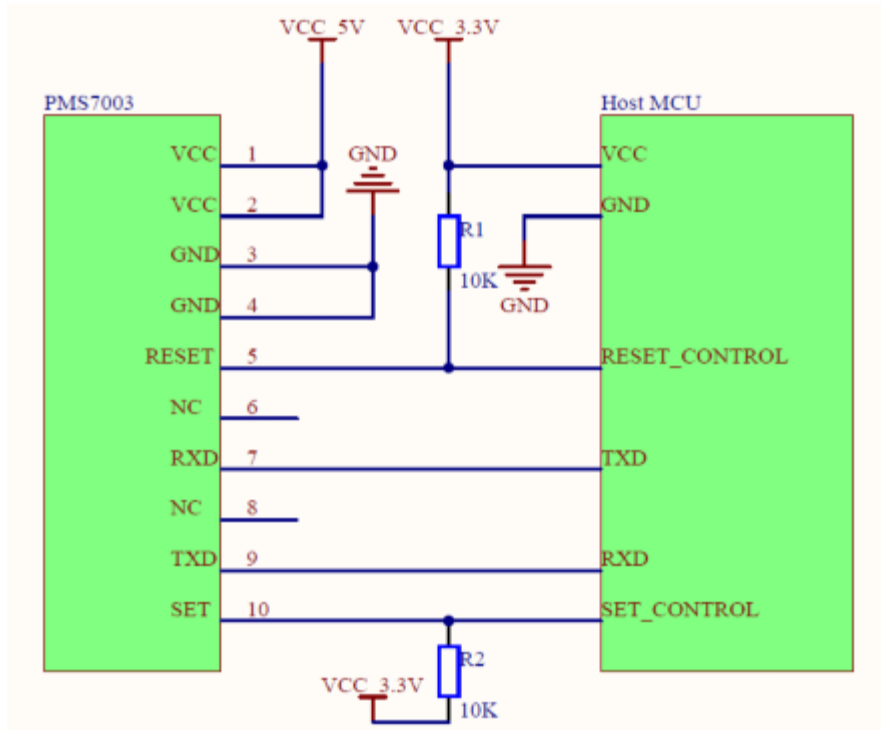 VCC_5V VCC_3.3V
PMS7003 Host MCU
VCC 1 GND VCC
VCC 2 GND
GND 3 R1
GND 4 10K GND
RESET 5 RESET_CONTROL
NC 6
RXD 7 TXD
NC 8
TXD 9 RXD
SET 10 SET_CONTROL
R2
VCC_3.3V
10K